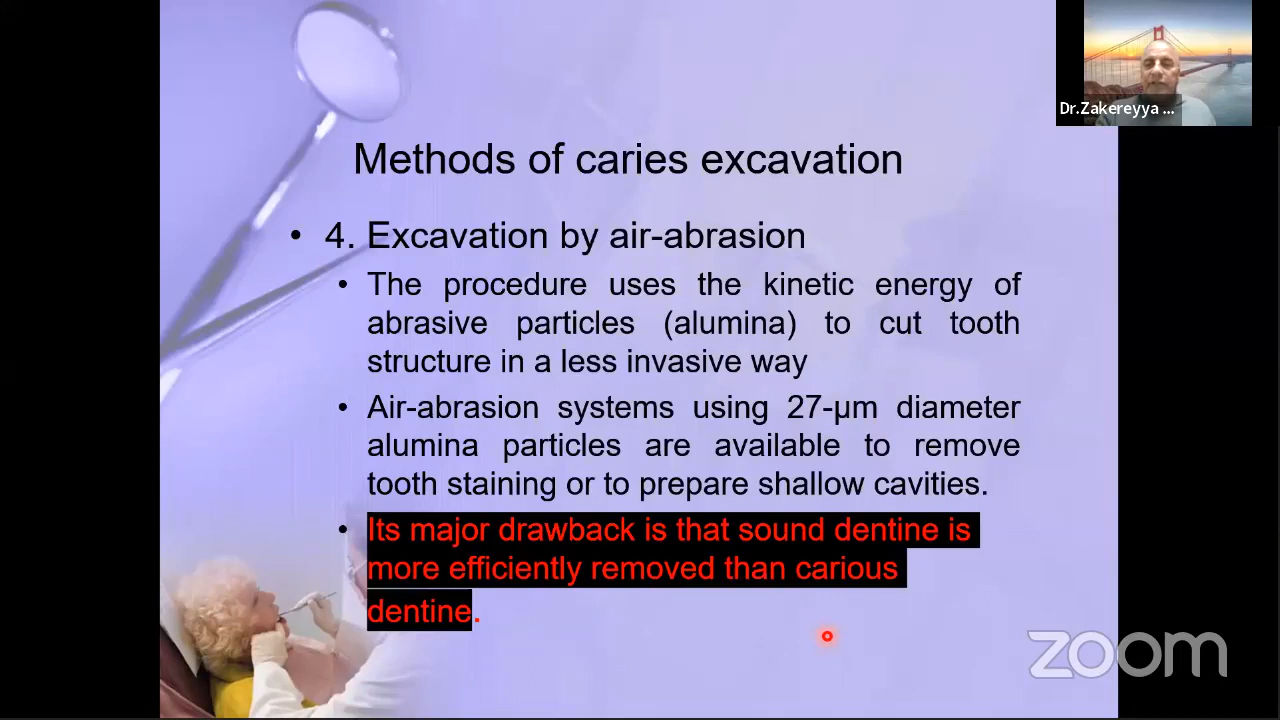 Dr.Zakereyya ...
Methods of caries excavation
• 4. Excavation by air-abrasion
• The procedure uses the kinetic energy of
abrasive particles (alumina) to cut tooth
structure in a less invasive way
• Air-abrasion systems using 27-μm diameter
alumina particles are available to remove
tooth staining or to prepare shallow cavities.
• Its major drawback is that sound dentine is
more efficiently removed than carious
dentine.
zoom